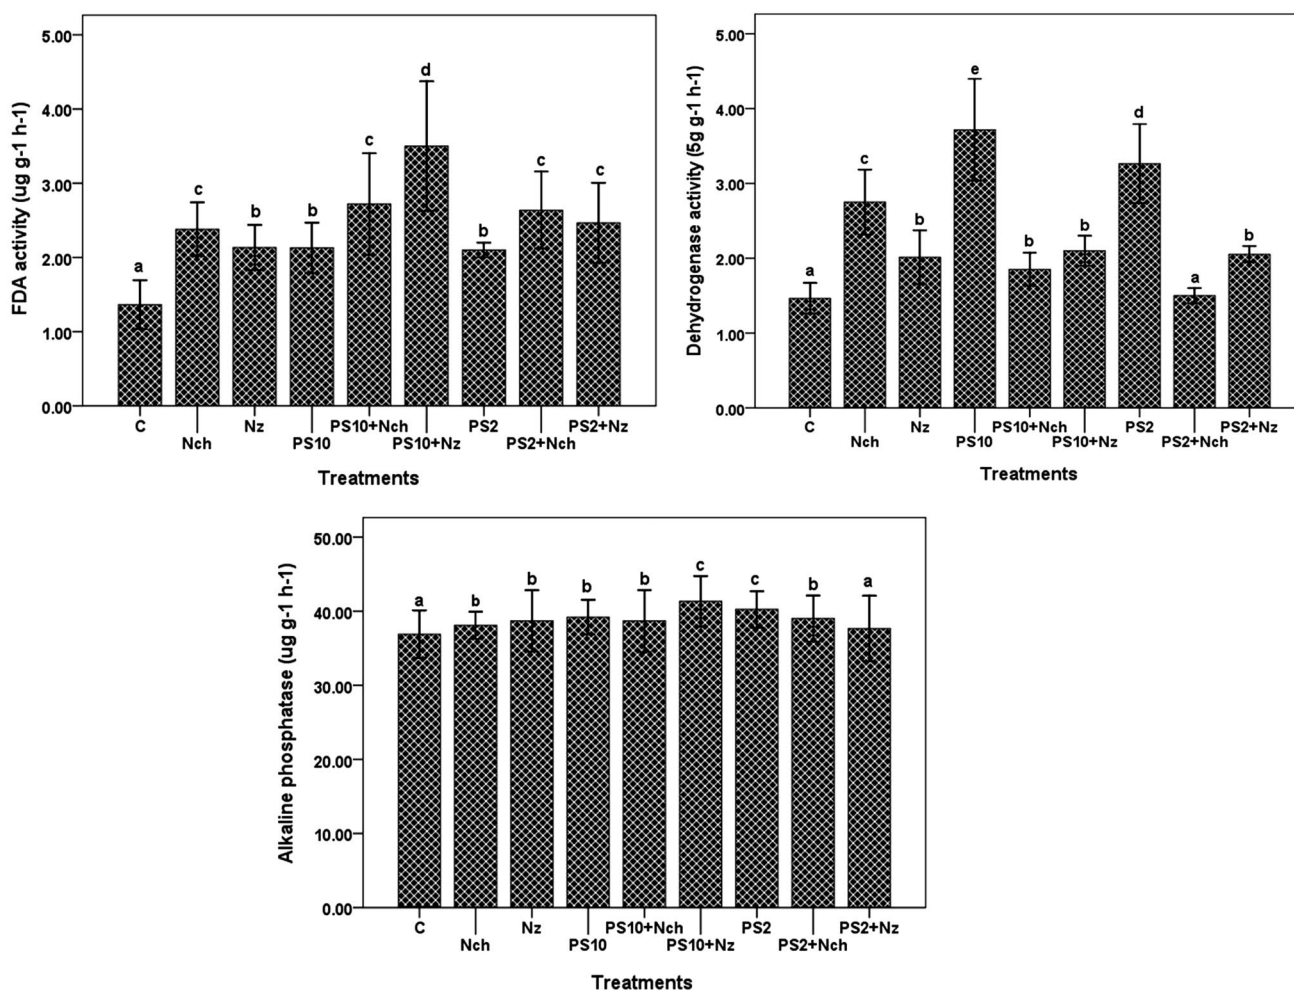 FDA activity (ug g-1 h-1)
5.00
4.00
3.00
2.00
1.00
0.00
a
c
b
b
c
d
b
c
c
C
Nch
Nz
PS10
PS10+Nch
PS10+Nz
PS2
PS2+Nch
PS2+Nz
Treatments
Dehydrogenase activity (5g g-1 h-1)
5.00
4.00
3.00
2.00
1.00
0.00
a
c
b
e
b
b
d
a
b
C
Nch
Nz
PS10
PS10+Nch
PS10+Nz
PS2
PS2+Nch
PS2+Nz
Treatments
Alkaline phosphatase (ug g-1 h-1)
50.00
40.00
30.00
20.00
10.00
0.00
a
b
b
b
b
c
c
b
a
C
Nch
Nz
PS10
PS10+Nch
PS10+Nz
PS2
PS2+Nch
PS2+Nz
Treatments